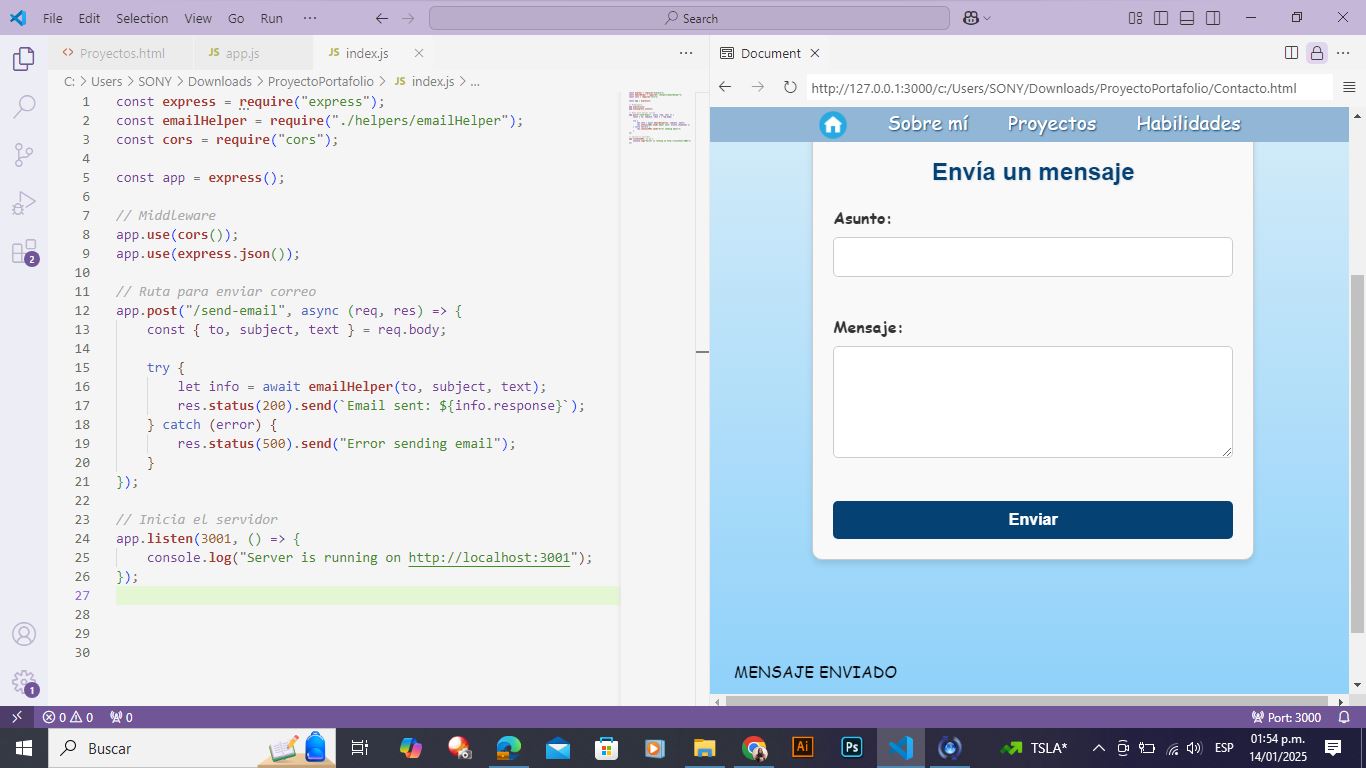 File Edit Selection View Go Run ··· Search
Proyectos.html JS app.js JS index.js
C: > Users > SONY > Downloads > ProyectoPortafolio > JS index.js > ...
1 const express = require("express");
2 const emailHelper = require("./helpers/emailHelper");
3 const cors = require("cors");
4
5 const app = express();
6
7 // Middleware
8 app.use(cors());
9 app.use(express.json());
10
11 // Ruta para enviar correo
12 app.post("/send-email", async (req, res) => {
13 const { to, subject, text } = req.body;
14
15 try {
16 let info = await emailHelper(to, subject, text);
17 res.status(200).send(`Email sent: ${info.response}`);
18 } catch (error) {
19 res.status(500).send("Error sending email");
20 }
21 });
22
23 // Inicia el servidor
24 app.listen(3001, () => {
25 console.log("Server is running on http://localhost:3001");
26 });
27
28
29
30
Document
http://127.0.0.1:3000/c:/Users/SONY/Downloads/ProyectoPortafolio/Contacto.html
Sobre mí Proyectos Habilidades
Envía un mensaje
Asunto:
Mensaje:
Enviar
MENSAJE ENVIADO
2
1
0 0 0 Port: 3000
Buscar
Ai Ps
TSLA* ESP
01:54 p.m.
14/01/2025